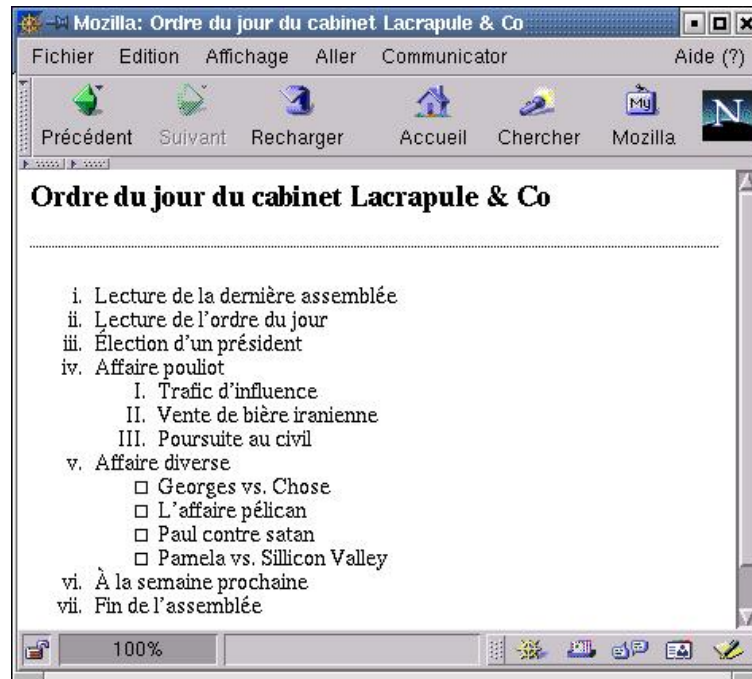 Mozilla: Ordre du jour du cabinet Lacrapule & Co
Fichier Edition Affichage Aller Communicator Aide (?)
Précédent Suivant Recharger Accueil Chercher My Mozilla N
Ordre du jour du cabinet Lacrapule & Co
i. Lecture de la dernière assemblée
ii. Lecture de l'ordre du jour
iii. Élection d'un président
iv. Affaire pouliot
I. Trafic d'influence
II. Vente de bière iranienne
III. Poursuite au civil
v. Affaire diverse
Georges vs. Chose
L'affaire pélican
Paul contre satan
Pamela vs. Sillicon Valley
vi. À la semaine prochaine
vii. Fin de l'assemblée
100%